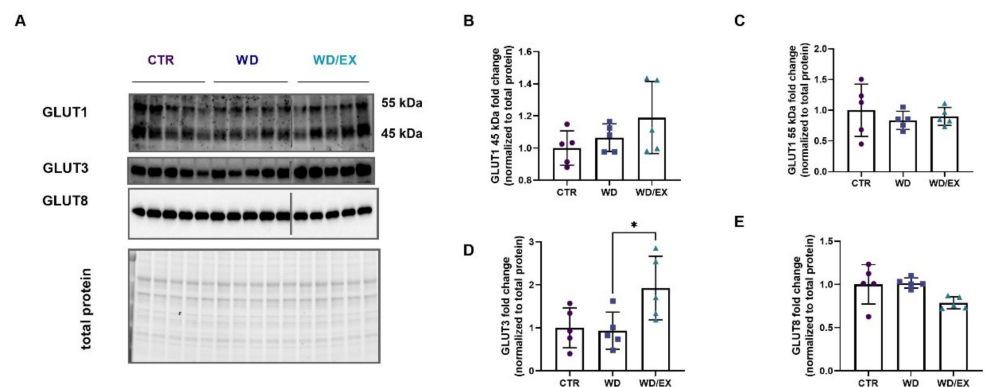 A
CTR WD WD/EX
GLUT1
55 kDa
45 kDa
GLUT3
GLUT8
total protein
B
GLUT1 45 kDa fold change
(normalized to total protein)
1.6
1.4
1.2
1.0
0.8
CTR WD WD/EX
C
GLUT1 55 kDa fold change
(normalized to total protein)
2.0
1.5
1.0
0.5
0.0
CTR WD WD/EX
D
GLUT3 fold change
(normalized to total protein)
3
2
1
0
*
CTR WD WD/EX
E
GLUT8 fold change
(normalized to total protein)
1.5
1.0
0.5
0.0
CTR WD WD/EX